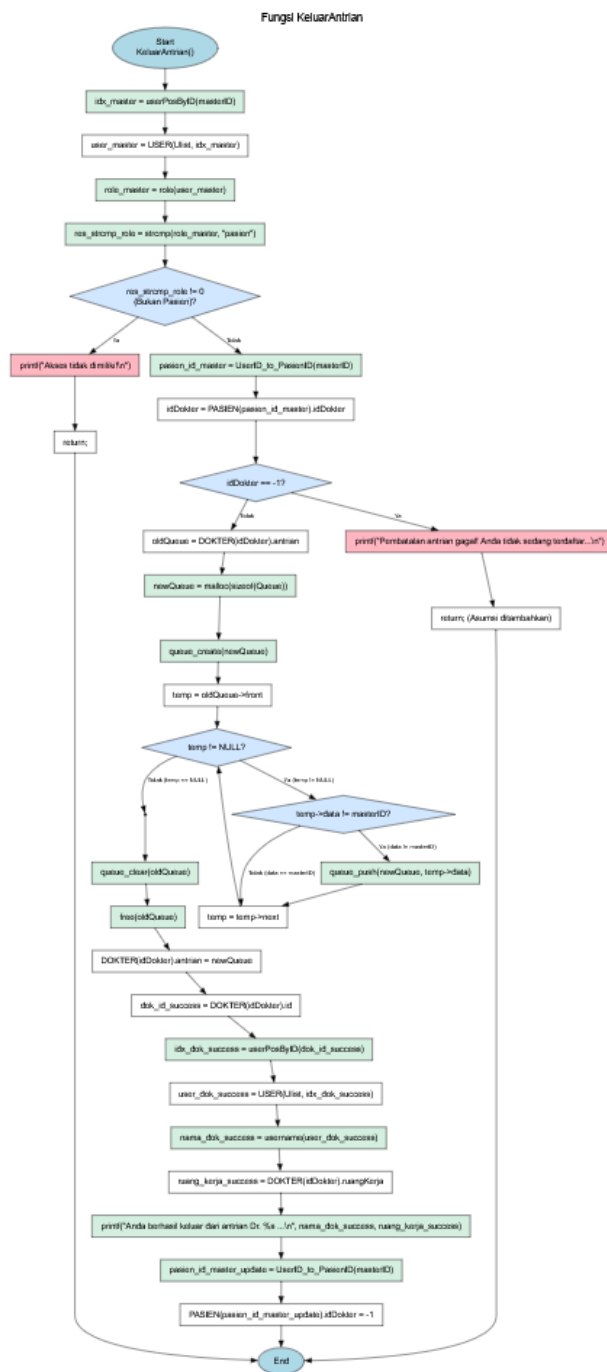 Fungsi KeluarAntrian
Start
KeluarAntrian()
idx_master = userPosByID(masterID)
user_master = USER(Ulist, idx_master)
role_master = role(user_master)
res_strcmp_role = strcmp(role_master, "pasien")
res_strcmp_role != 0
(Bukan Pasien)?
Ya
Tidak
printf("Akses tidak dimiliki!\n")
pasien_id_master = UserID_to_PasienID(masterID)
idDokter = PASIEN(pasien_id_master).idDokter
return;
idDokter == -1?
Tidak
Ya
oldQueue = DOKTER(idDokter).antrian
printf("Pembatalan antrian gagal! Anda tidak sedang terdaftar...\n")
newQueue = malloc(sizeof(Queue))
return; (Asumsi ditambahkan)
queue_create(newQueue)
temp = oldQueue->front
temp != NULL?
Tidak (temp == NULL)
Ya (temp != NULL)
temp->data != masterID?
Ya (data != masterID)
Tidak (data == masterID)
queue_clear(oldQueue)
queue_push(newQueue, temp->data)
free(oldQueue)
temp = temp->next
DOKTER(idDokter).antrian = newQueue
dok_id_success = DOKTER(idDokter).id
idx_dok_success = userPosByID(dok_id_success)
user_dok_success = USER(Ulist, idx_dok_success)
nama_dok_success = username(user_dok_success)
ruang_kerja_success = DOKTER(idDokter).ruangKerja
printf("Anda berhasil keluar dari antrian Dr. %s ...\n", nama_dok_success, ruang_kerja_success)
pasien_id_master_update = UserID_to_PasienID(masterID)
PASIEN(pasien_id_master_update).idDokter = -1
End